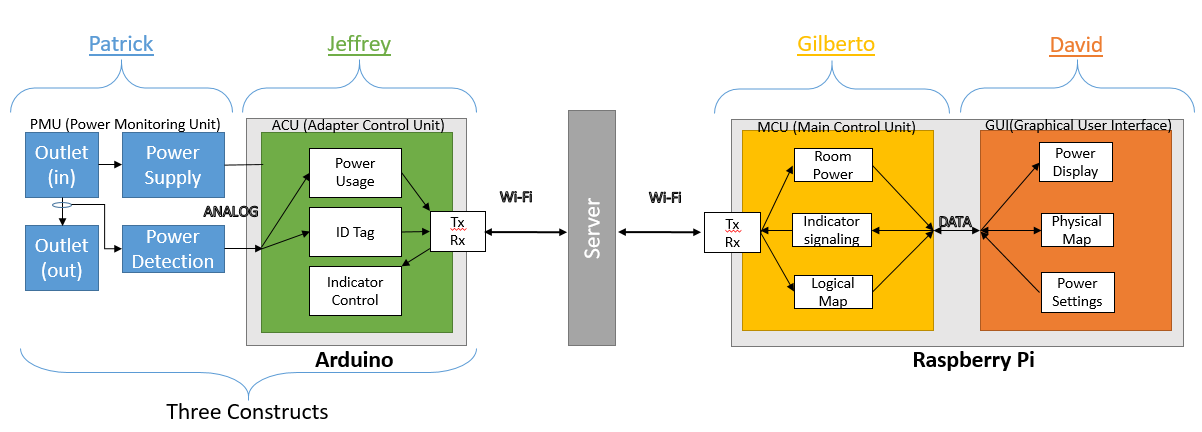 Patrick
Jeffrey
Gilberto
David
PMU (Power Monitoring Unit)
ACU (Adapter Control Unit)
MCU (Main Control Unit)
GUI(Graphical User Interface)
Outlet
(in)
Power
Supply
Outlet
(out)
Power
Detection
ANALOG
Power
Usage
ID Tag
Indicator
Control
Tx
Rx
Wi-Fi
Server
Wi-Fi
Tx
Rx
Room
Power
Indicator
signaling
Logical
Map
DATA
Power
Display
Physical
Map
Power
Settings
Arduino
Raspberry Pi
Three Constructs